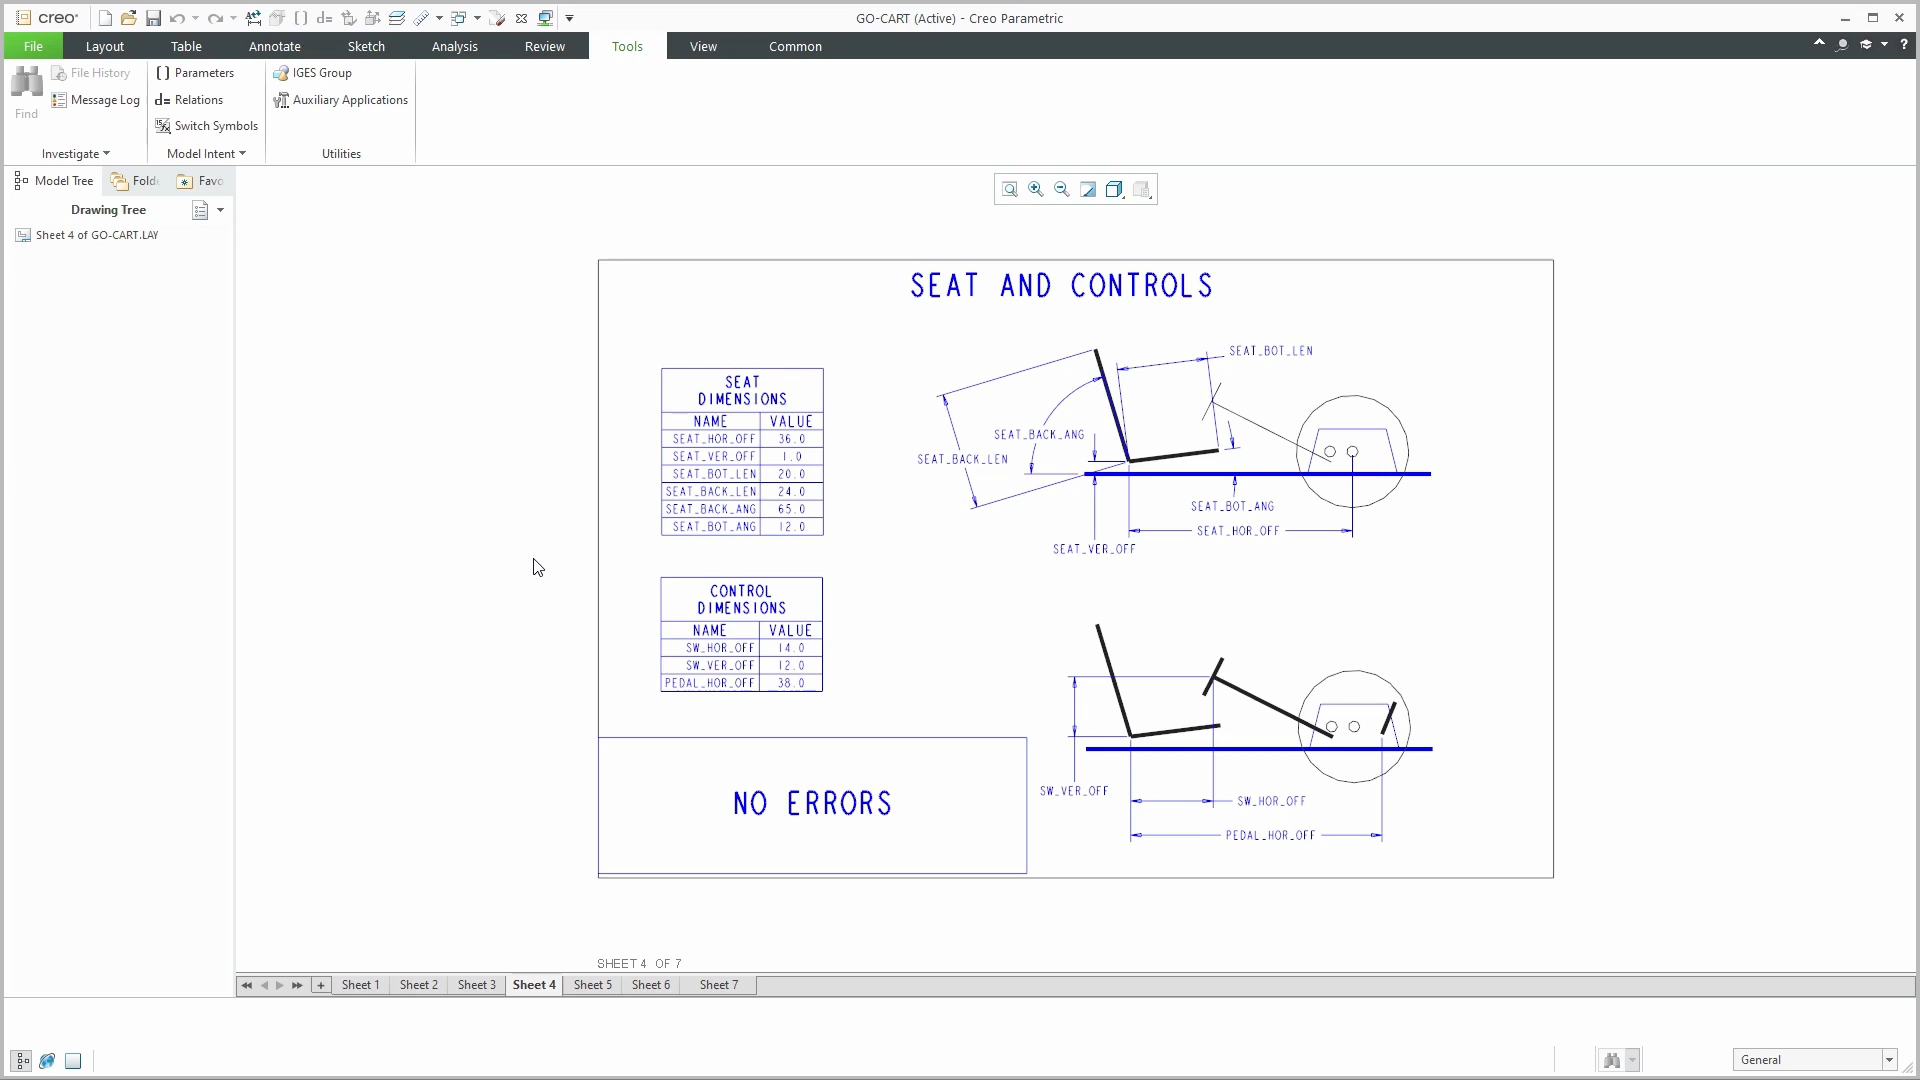 creo
GO-CART (Active) - Creo Parametric
File Layout Table Annotate Sketch Analysis Review Tools View Common
Find
File History
Message Log
Investigate
Parameters
Relations
Switch Symbols
Model Intent
IGES Group
Auxiliary Applications
Utilities
Model Tree Fold Favo
Drawing Tree
Sheet 4 of GO-CART.LAY
SEAT AND CONTROLS
SEAT
DIMENSIONS
NAME VALUE
SEAT_HOR_OFF 36.0
SEAT_VER_OFF 1.0
SEAT_BOT_LEN 20.0
SEAT_BACK_LEN 24.0
SEAT_BACK_ANG 65.0
SEAT_BOT_ANG 12.0
SEAT_BOT_LEN
SEAT_BACK_ANG
SEAT_BACK_LEN
SEAT_BOT_ANG
SEAT_HOR_OFF
SEAT_VER_OFF
CONTROL
DIMENSIONS
NAME VALUE
SW_HOR_OFF 14.0
SW_VER_OFF 12.0
PEDAL_HOR_OFF 38.0
SW_VER_OFF
SW_HOR_OFF
PEDAL_HOR_OFF
NO ERRORS
SHEET 4 OF 7
Sheet 1 Sheet 2 Sheet 3 Sheet 4 Sheet 5 Sheet 6 Sheet 7
General